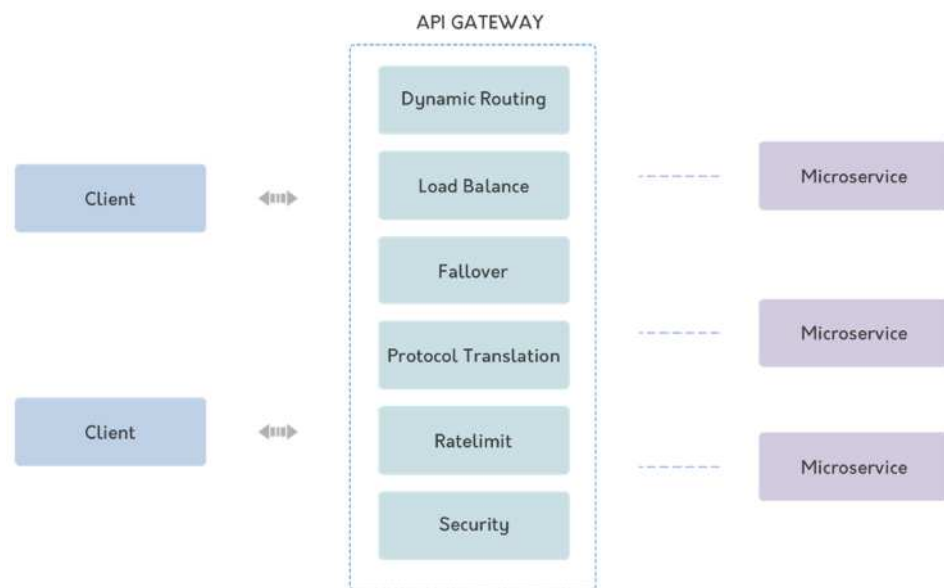 API GATEWAY
Dynamic Routing
Load Balance
Fallover
Protocol Translation
Ratelimit
Security
Client
Client
Microservice
Microservice
Microservice